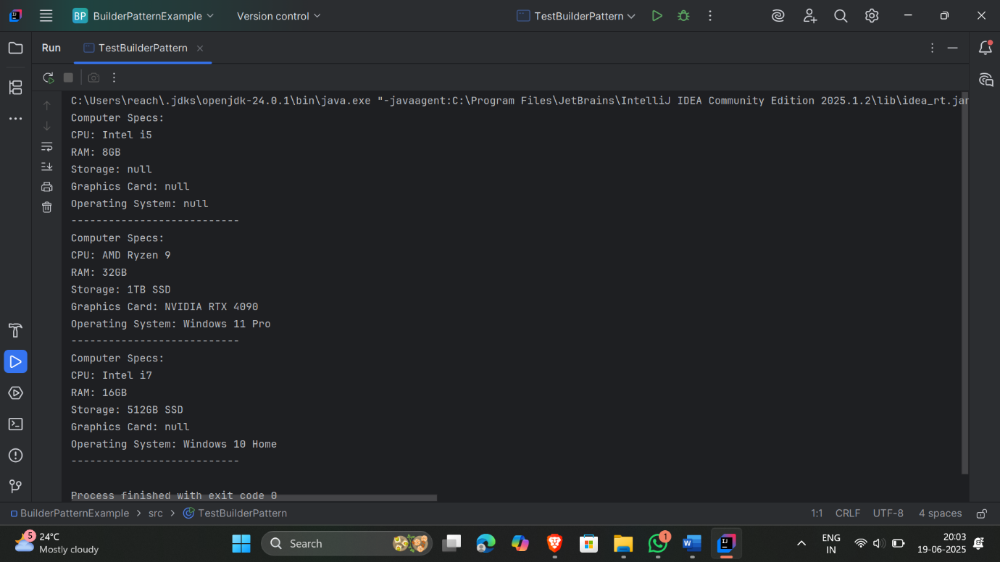 BP BuilderPatternExample Version control TestBuilderPattern
Run TestBuilderPattern
C:\Users\reach\.jdks\openjdk-24.0.1\bin\java.exe "-javaagent:C:\Program Files\JetBrains\IntelliJ IDEA Community Edition 2025.1.2\lib\idea_rt.jar
Computer Specs:
CPU: Intel i5
RAM: 8GB
Storage: null
Graphics Card: null
Operating System: null
---------------------------
Computer Specs:
CPU: AMD Ryzen 9
RAM: 32GB
Storage: 1TB SSD
Graphics Card: NVIDIA RTX 4090
Operating System: Windows 11 Pro
---------------------------
Computer Specs:
CPU: Intel i7
RAM: 16GB
Storage: 512GB SSD
Graphics Card: null
Operating System: Windows 10 Home
---------------------------
Process finished with exit code 0
BuilderPatternExample > src > TestBuilderPattern 1:1 CRLF UTF-8 4 spaces
5 24°C
Mostly cloudy
Search
1
ENG
IN
20:03
19-06-2025